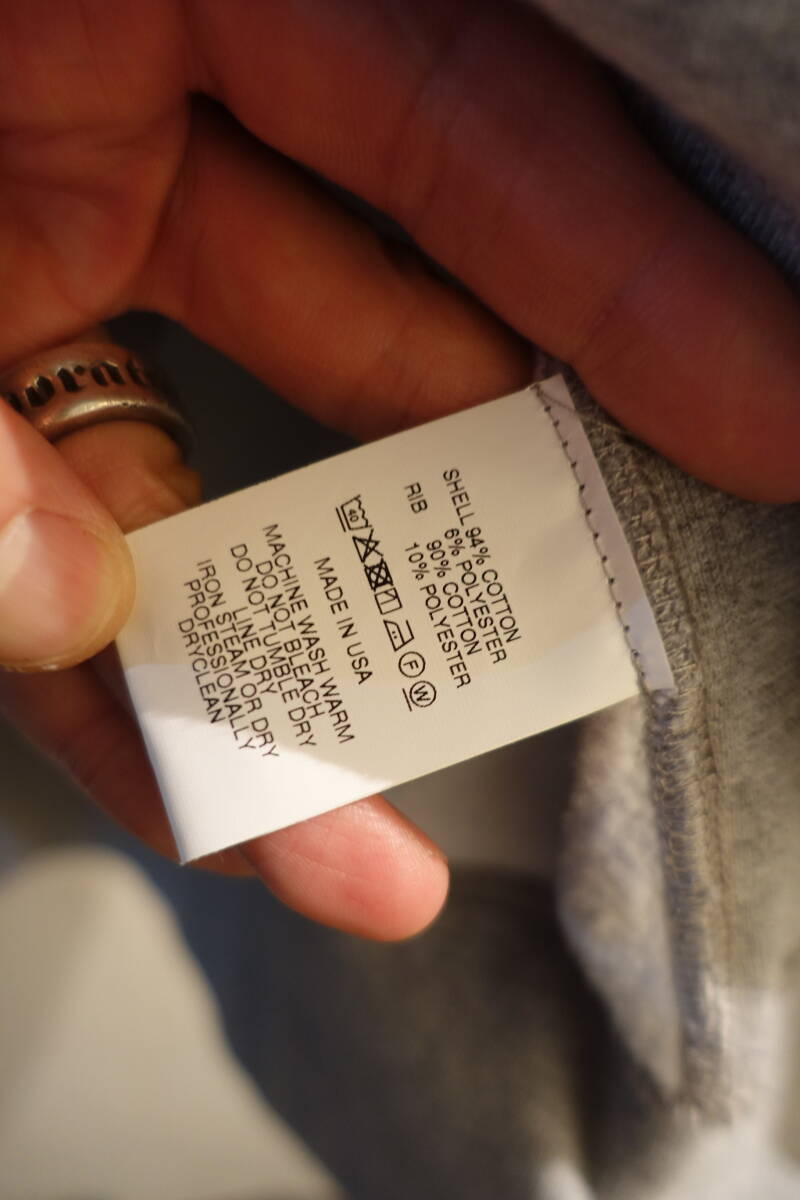 SHELL 94% COTTON
6% POLYESTER
RIB 90% COTTON
10% POLYESTER
40 F W
MADE IN USA
MACHINE WASH WARM
DO NOT BLEACH
DO NOT TUMBLE DRY
LINE DRY
IRON STEAM OR DRY
PROFESSIONALLY
DRYCLEAN